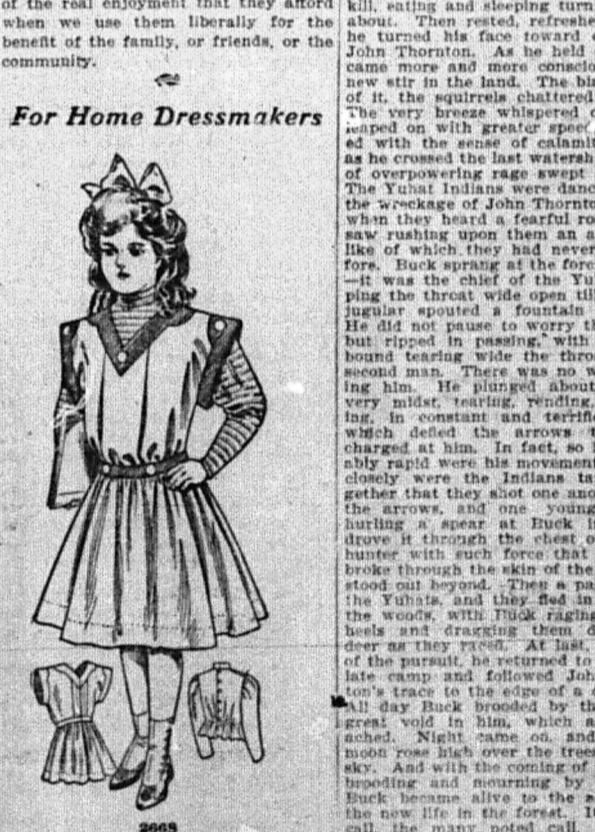 of the real enjoyment that they afford
when we use them liberally for the
benefit of the family, or friends, or the
community.
For Home Dressmakers
2668
kill, eating and sleeping turn
about. Then rested, refreshe
he turned his face toward
John Thornton. As he held
came more and more conscio
new stir in the land. The
of it, the squirrels chattered
The very breeze whispered
leaped on with greater speed
ed with the sense of calamit
as he crossed the last watersh
of overpowering rage swept
The Yuhat Indians were danc
the wreckage of John Thornto
when they heard a fearful ro
saw rushing upon them an a
like of which they had never
fore. Buck sprang at the fore
—it was the chief of the Yu
ping the throat wide open til
jugular spouted a fountain
He did not pause to worry th
but ripped in passing, with
bound tearing wide the thro
second man. There was no w
ing him. He plunged about
very midst, tearing, rending,
ing, in constant and terrific
which defied the arrows t
charged at him. In fact, so
ably rapid were his movement
closely were the Indians ta
gether that they shot one ano
the arrows, and one young
hurling a spear at Buck i
drove it through the chest o
hunter with such force that
broke through the skin of the
stood out beyond. Then a pa
the Yuhats, and they fled in
the woods, with Buck raging
heels and dragging them d
deer as they raced. At last,
of the pursuit, he returned to
late camp and followed Joh
ton's trace to the edge of a
All day Buck brooded by th
great void in him, which a
ached. Night came on, and
moon rose high over the tree
sky. And with the coming of
brooding and mourning by
Buck became alive to the
the new life in the forest. I
call, the many noted call,